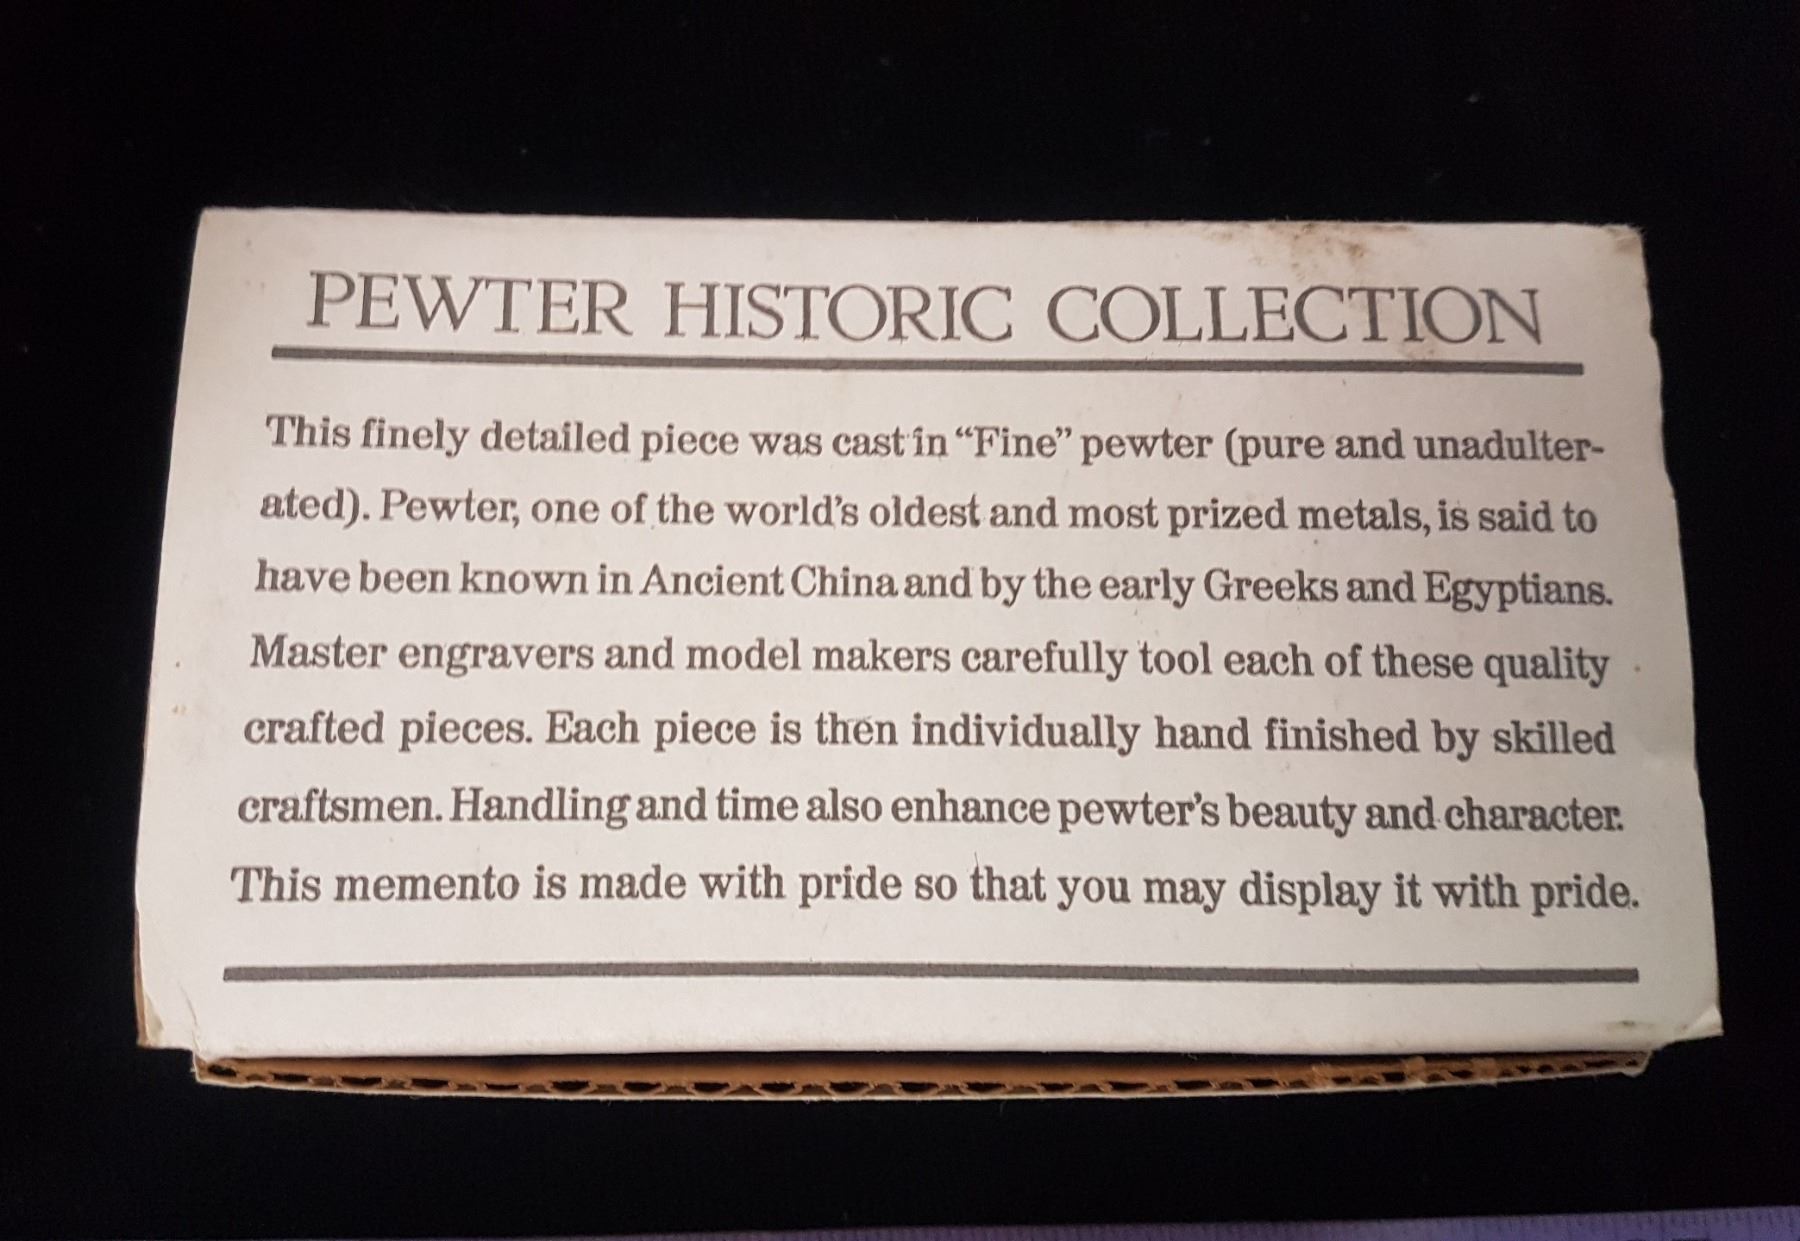 PEWTER HISTORIC COLLECTION
This finely detailed piece was cast in “Fine” pewter (pure and unadulter-
ated). Pewter, one of the world’s oldest and most prized metals, is said to
have been known in Ancient China and by the early Greeks and Egyptians.
Master engravers and model makers carefully tool each of these quality
crafted pieces. Each piece is then individually hand finished by skilled
craftsmen. Handling and time also enhance pewter’s beauty and character.
This memento is made with pride so that you may display it with pride.